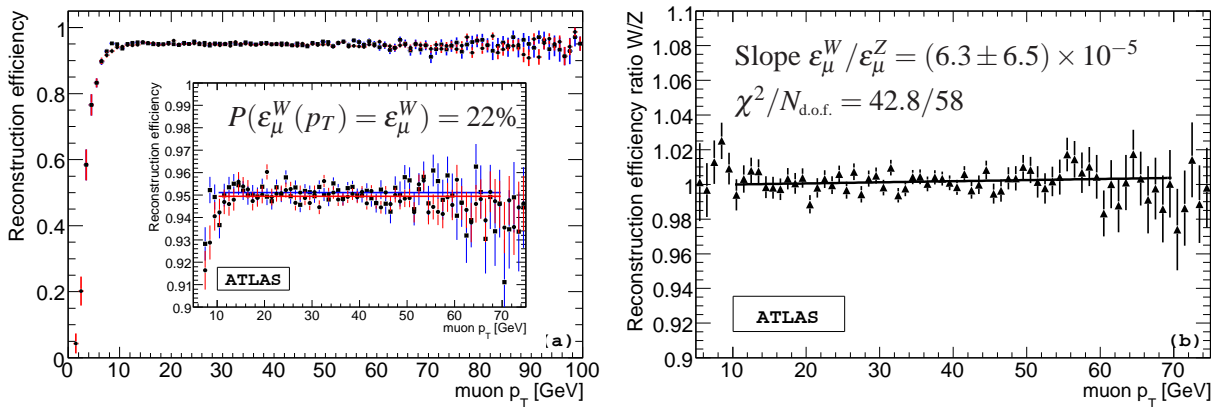 Reconstruction efficiency
1
0.8
0.6
0.4
0.2
0
0 10 20 30 40 50 60 70 80 90 100
muon p_T [GeV]
(a)
Reconstruction efficiency
1
0.99
0.98
0.97
0.96
0.95
0.94
0.93
0.92
0.91
0.9
P(ε_μ^W(p_T) = ε_μ^W) = 22%
ATLAS
10 20 30 40 50 60 70
muon p_T [GeV]
Reconstruction efficiency ratio W/Z
1.1
1.08
1.06
1.04
1.02
1.00
0.98
0.96
0.94
0.92
0.9
Slope ε_μ^W/ε_μ^Z = (6.3 ± 6.5) × 10^-5
χ^2/N_d.o.f. = 42.8/58
ATLAS
(b)
10 20 30 40 50 60 70
muon p_T [GeV]